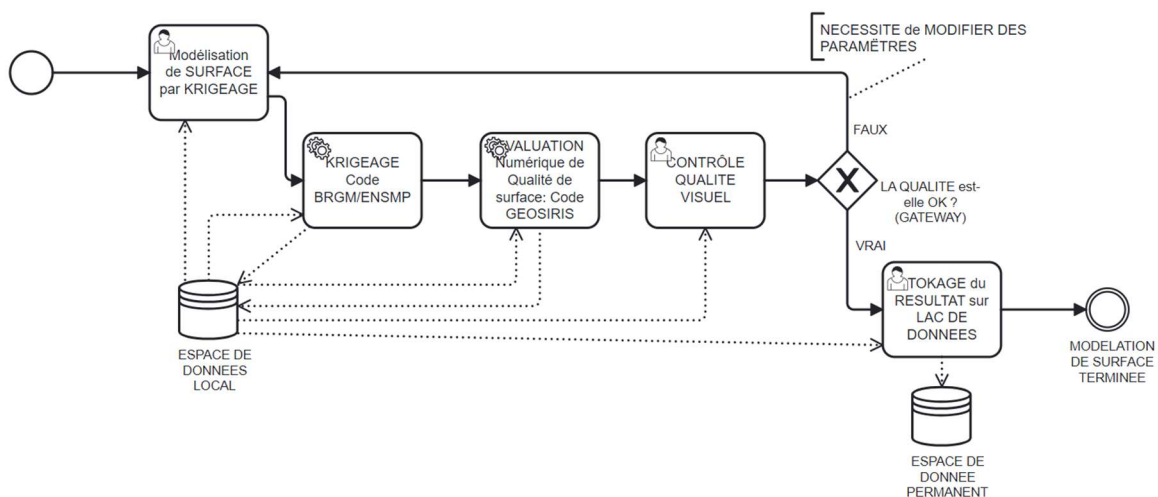 NECESSITE de MODIFIER DES
PARAMËTRES
Modélisation
de SURFACE
par KRIGEAGE
FAUX
KRIGEAGE
Code
BRGM/ENSMP
VALUATION
Numérique de
Qualité de
surface: Code
GEOSIRIS
CONTRÔLE
QUALITE
VISUEL
LA QUALITE est-
elle OK ?
(GATEWAY)
VRAI
TOKAGE du
RESULTAT sur
LAC DE
DONNEES
ESPACE DE
DONNEES
LOCAL
MODELATION
DE SURFACE
TERMINEE
ESPACE DE
DONNEE
PERMANENT